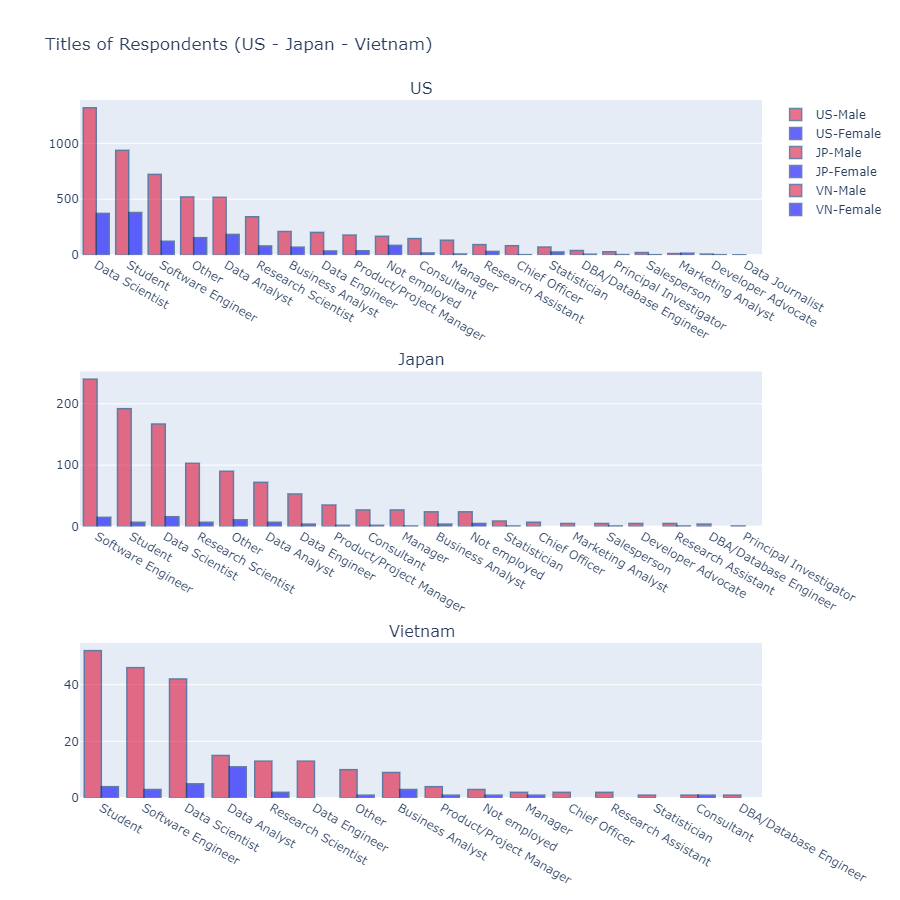 Titles of Respondents (US - Japan - Vietnam)
US
US-Male
US-Female
JP-Male
JP-Female
VN-Male
VN-Female
1000
500
0
Data Scientist
Student
Software Engineer
Other
Data Analyst
Research Scientist
Business Analyst
Data Engineer
Product/Project Manager
Not employed
Consultant
Manager
Research Assistant
Chief Officer
Statistician
DBA/Database Engineer
Principal Investigator
Salesperson
Marketing Analyst
Developer Advocate
Data Journalist
Japan
200
100
0
Software Engineer
Student
Data Scientist
Research Scientist
Other
Data Analyst
Data Engineer
Product/Project Manager
Consultant
Manager
Business Analyst
Not employed
Statistician
Chief Officer
Marketing Analyst
Salesperson
Developer Advocate
Research Assistant
DBA/Database Engineer
Principal Investigator
Vietnam
40
20
0
Student
Software Engineer
Data Scientist
Data Analyst
Research Scientist
Data Engineer
Other
Business Analyst
Product/Project Manager
Not employed
Manager
Chief Officer
Research Assistant
Statistician
Consultant
DBA/Database Engineer